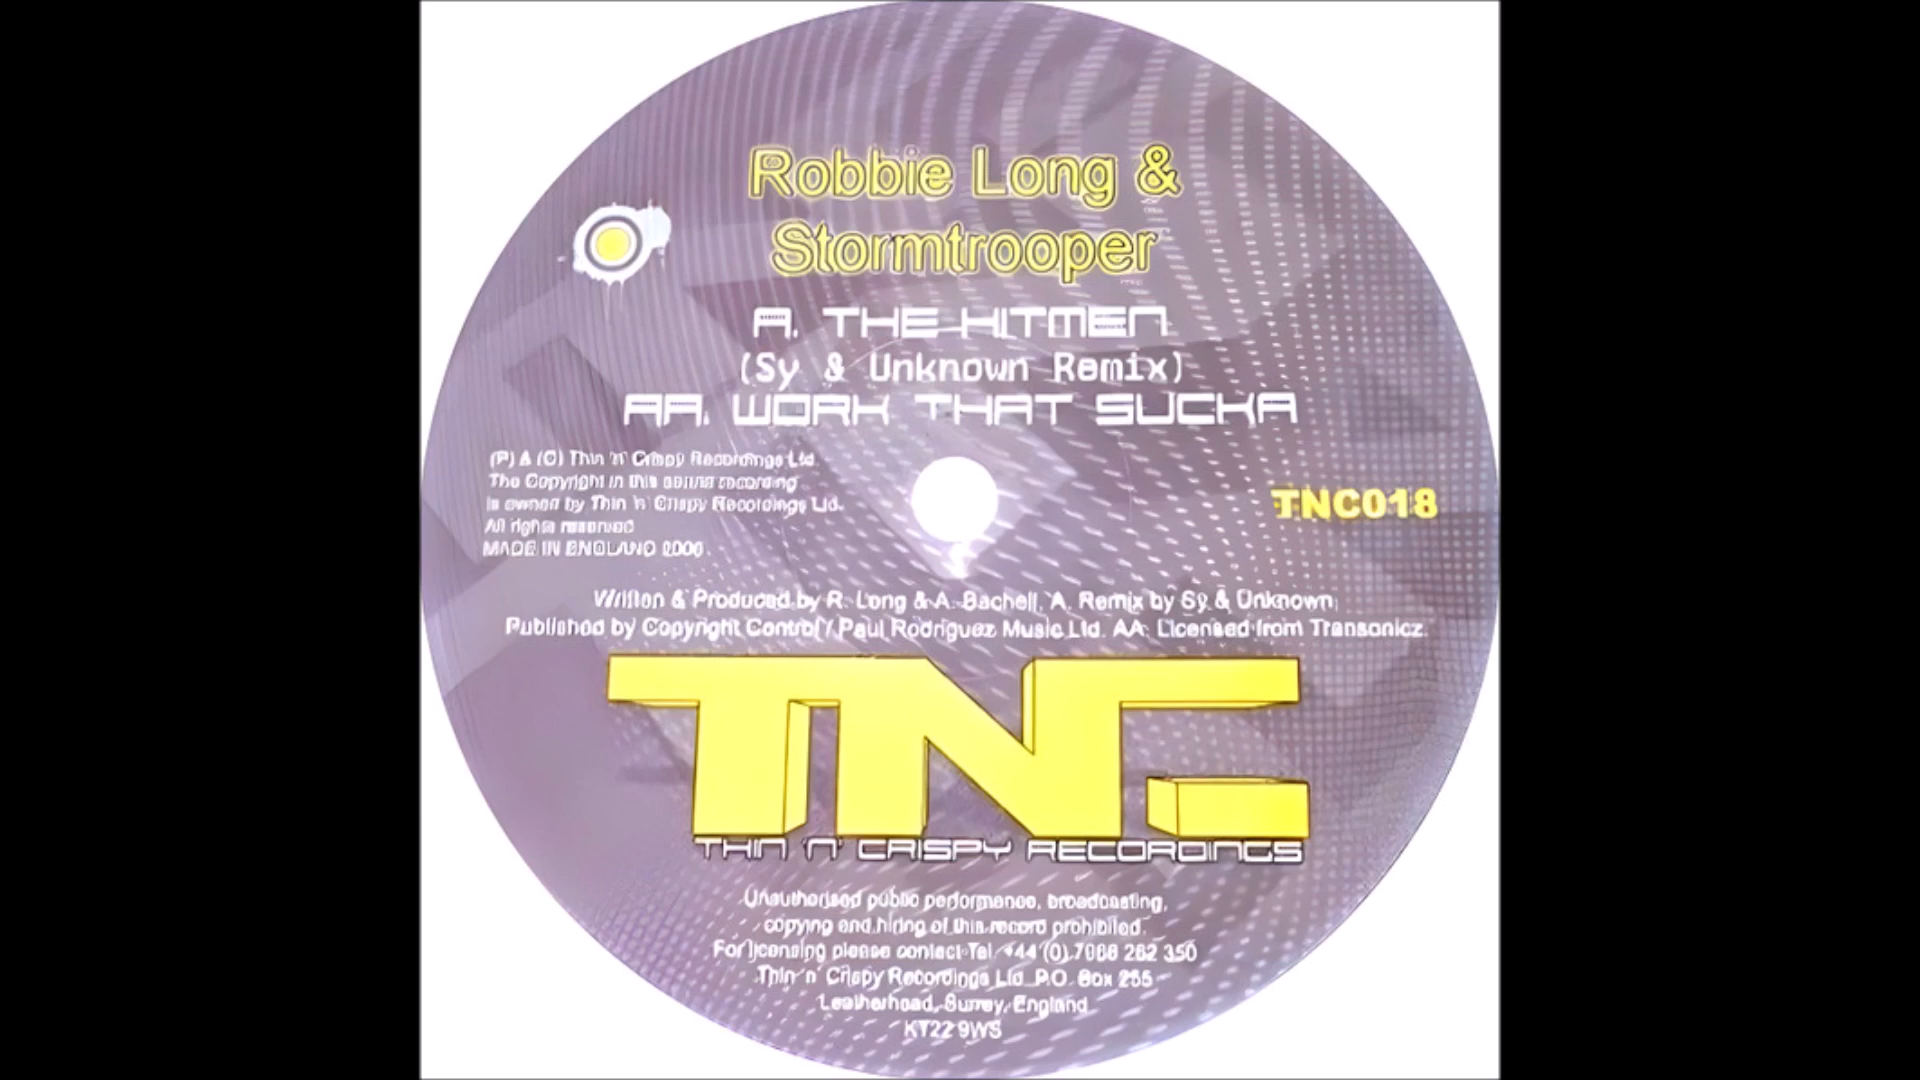 Robbie Long &
Stormtrooper
A. THE HITMEN
(Sy & Unknown Remix)
AA. WORK THAT SUCKA
(P) & (C) Thin 'n' Crispy Recordings Ltd.
The Copyright in this sound recording
is owned by Thin 'n' Crispy Recordings Ltd.
All rights reserved
MADE IN ENGLAND
TNC018
Written & Produced by R. Long & A. Bachell. A. Remix by Sy & Unknown
Published by Copyright Control / Paul Rodriguez Music Ltd. AA: Licensed from Transonicz.
TNC
THIN 'N' CRISPY RECORDINGS
Unauthorised public performance, broadcasting,
copying and hiring of this record prohibited.
For licensing please contact Tel. +44 (0) 350
Thin 'n' Crispy Recordings Ltd. P.O. Box
Leatherhead, Surrey, England
KT22 9WS